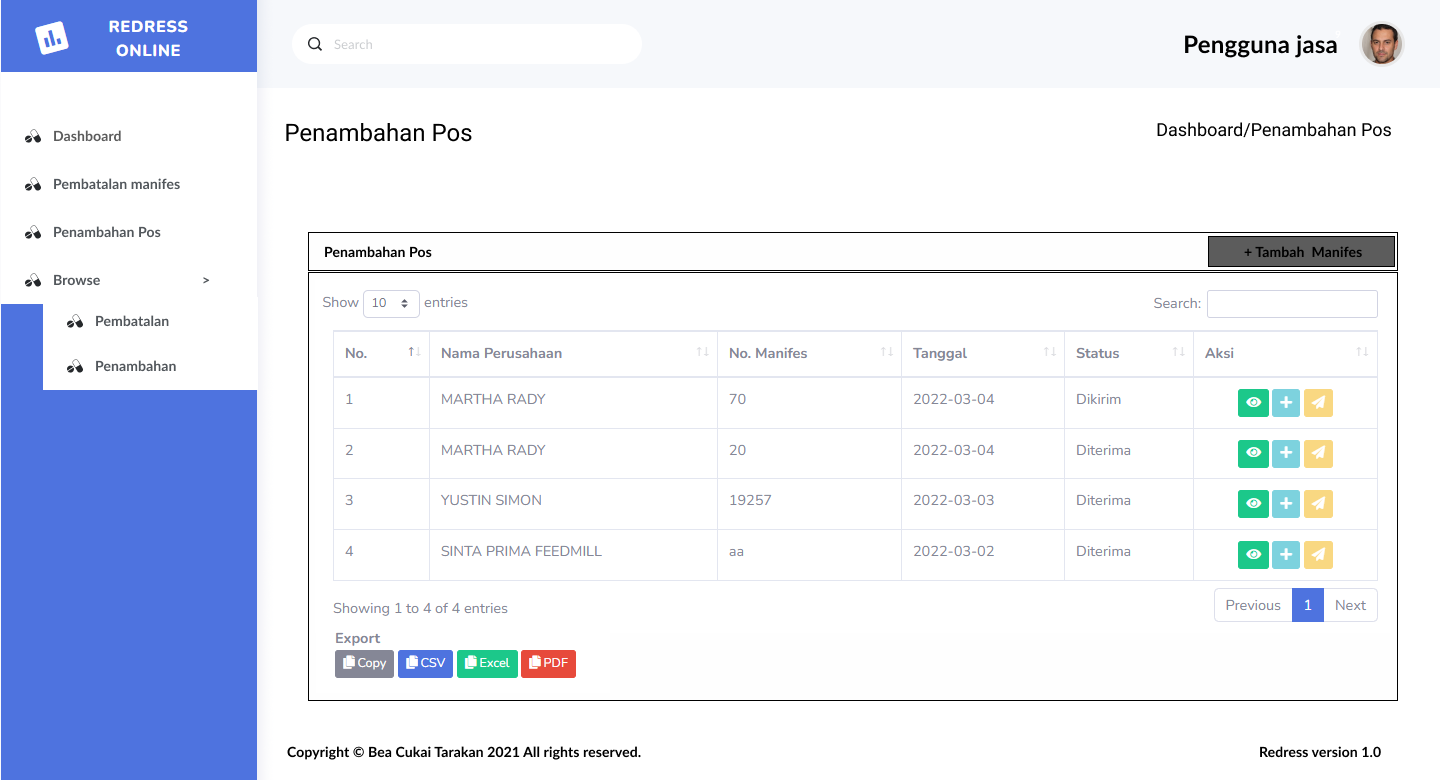 REDRESS
ONLINE
Search
Pengguna jasa
Dashboard
Pembatalan manifes
Penambahan Pos
Browse >
Pembatalan
Penambahan
Penambahan Pos
Dashboard/Penambahan Pos
Penambahan Pos
+ Tambah Manifes
Show 10 entries
Search:
No. Nama Perusahaan No. Manifes Tanggal Status Aksi
1 MARTHA RADY 70 2022-03-04 Dikirim
2 MARTHA RADY 20 2022-03-04 Diterima
3 YUSTIN SIMON 19257 2022-03-03 Diterima
4 SINTA PRIMA FEEDMILL aa 2022-03-02 Diterima
Showing 1 to 4 of 4 entries
Previous 1 Next
Export
Copy CSV Excel PDF
Copyright © Bea Cukai Tarakan 2021 All rights reserved.
Redress version 1.0